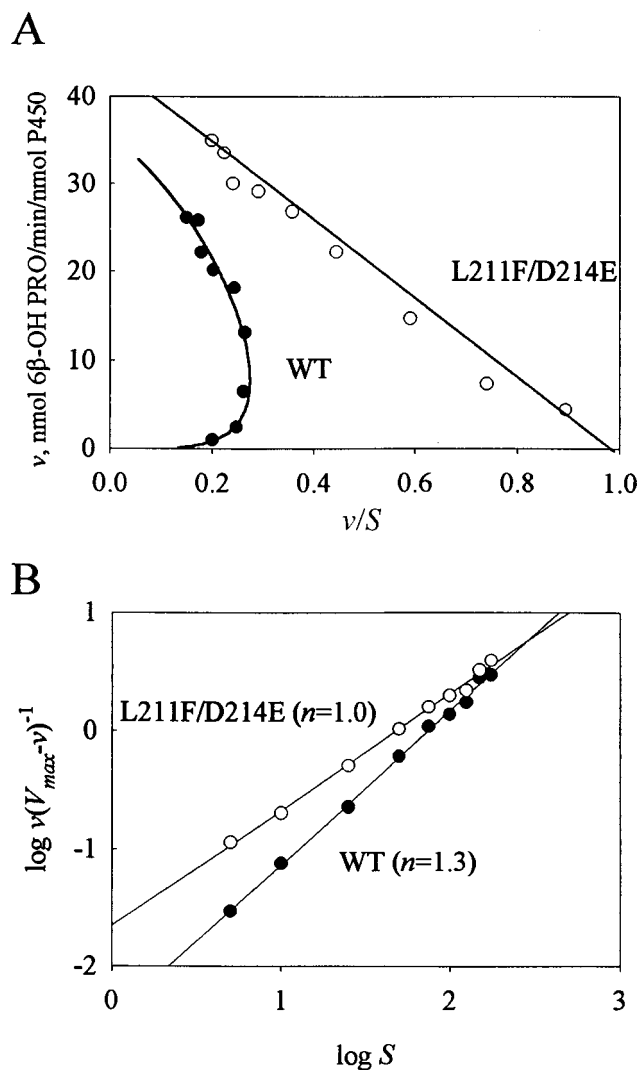 A
v, nmol 6β-OH PRO/min/nmol P450
40
30
20
10
0
L211F/D214E
WT
0.0 0.2 0.4 0.6 0.8 1.0
v/S
B
log v(Vmax-v)-1
1
0
-1
-2
L211F/D214E (n=1.0)
WT (n=1.3)
0 1 2 3
log S